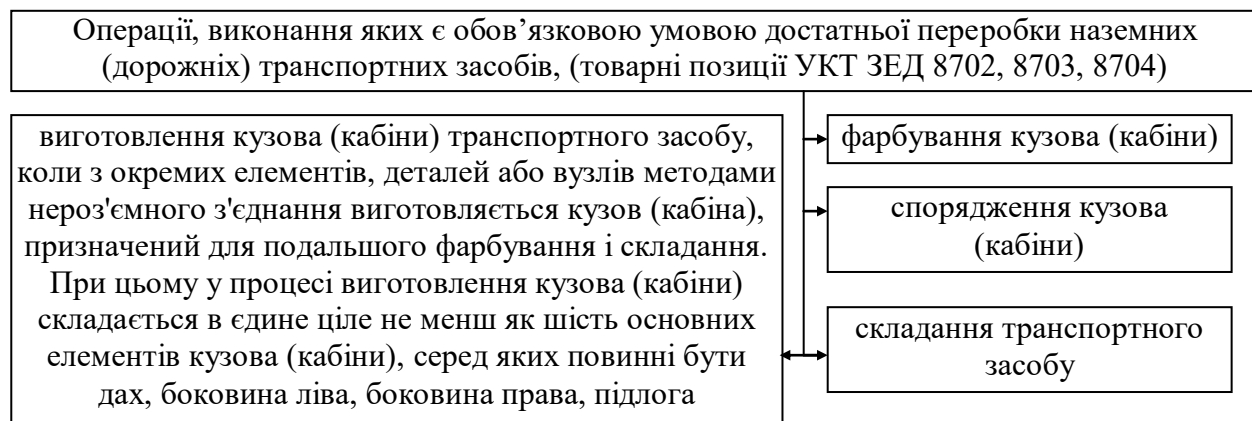 Операції, виконання яких є обов’язковою умовою достатньої переробки наземних
(дорожніх) транспортних засобів, (товарні позиції УКТ ЗЕД 8702, 8703, 8704)
виготовлення кузова (кабіни) транспортного засобу,
коли з окремих елементів, деталей або вузлів методами
нероз'ємного з'єднання виготовляється кузов (кабіна),
призначений для подальшого фарбування і складання.
При цьому у процесі виготовлення кузова (кабіни)
складається в єдине ціле не менш як шість основних
елементів кузова (кабіни), серед яких повинні бути
дах, боковина ліва, боковина права, підлога
фарбування кузова (кабіни)
спорядження кузова
(кабіни)
складання транспортного
засобу